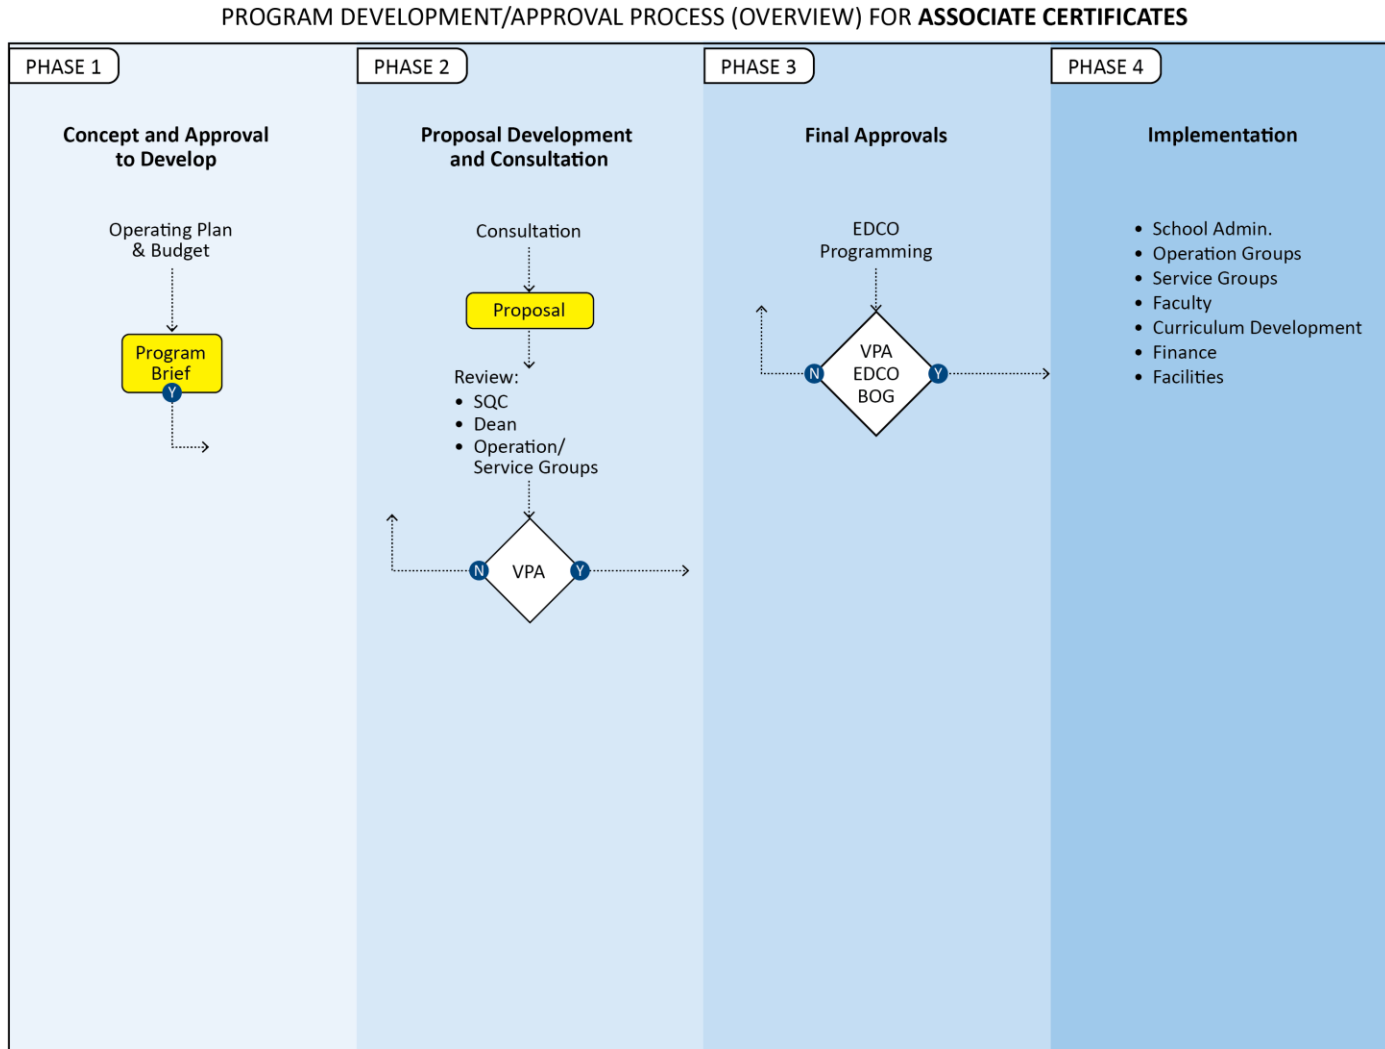 PROGRAM DEVELOPMENT/APPROVAL PROCESS (OVERVIEW) FOR ASSOCIATE CERTIFICATES
PHASE 1
Concept and Approval
to Develop
Operating Plan
& Budget
Program
Brief
Y
PHASE 2
Proposal Development
and Consultation
Consultation
Proposal
Review:
• SQC
• Dean
• Operation/
Service Groups
N
VPA
Y
PHASE 3
Final Approvals
EDCO
Programming
VPA
N EDCO Y
BOG
PHASE 4
Implementation
• School Admin.
• Operation Groups
• Service Groups
• Faculty
• Curriculum Development
• Finance
• Facilities